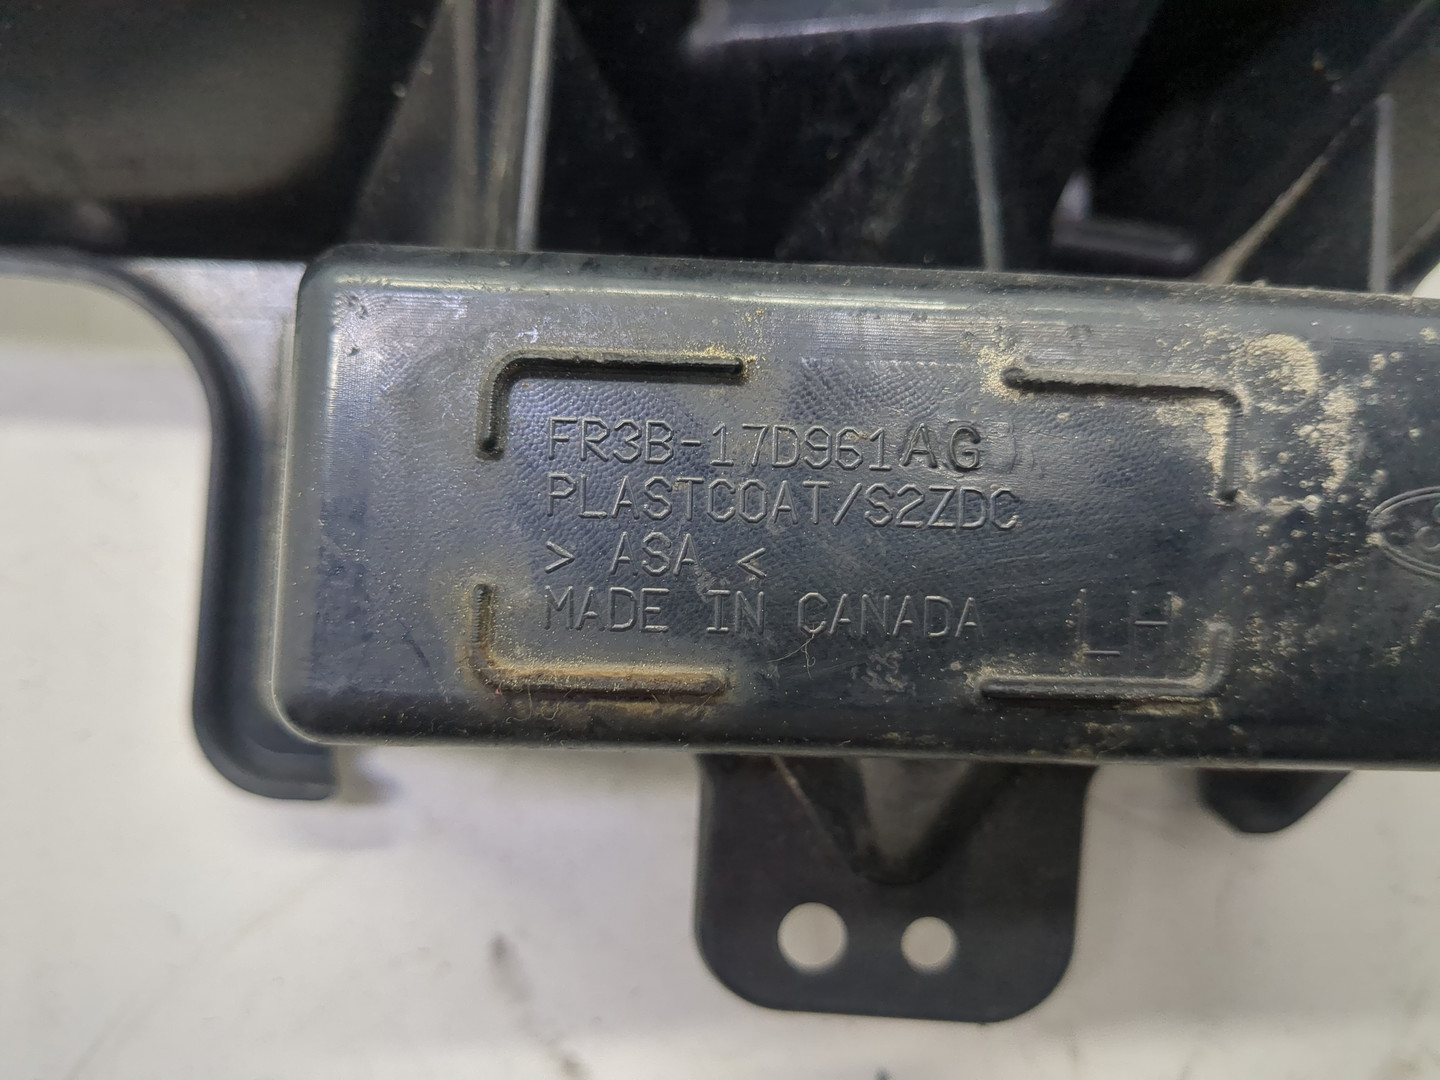 FR3B-17D961AG
PLASTCOAT/S2ZDC
> ASA <
MADE IN CANADA
LH